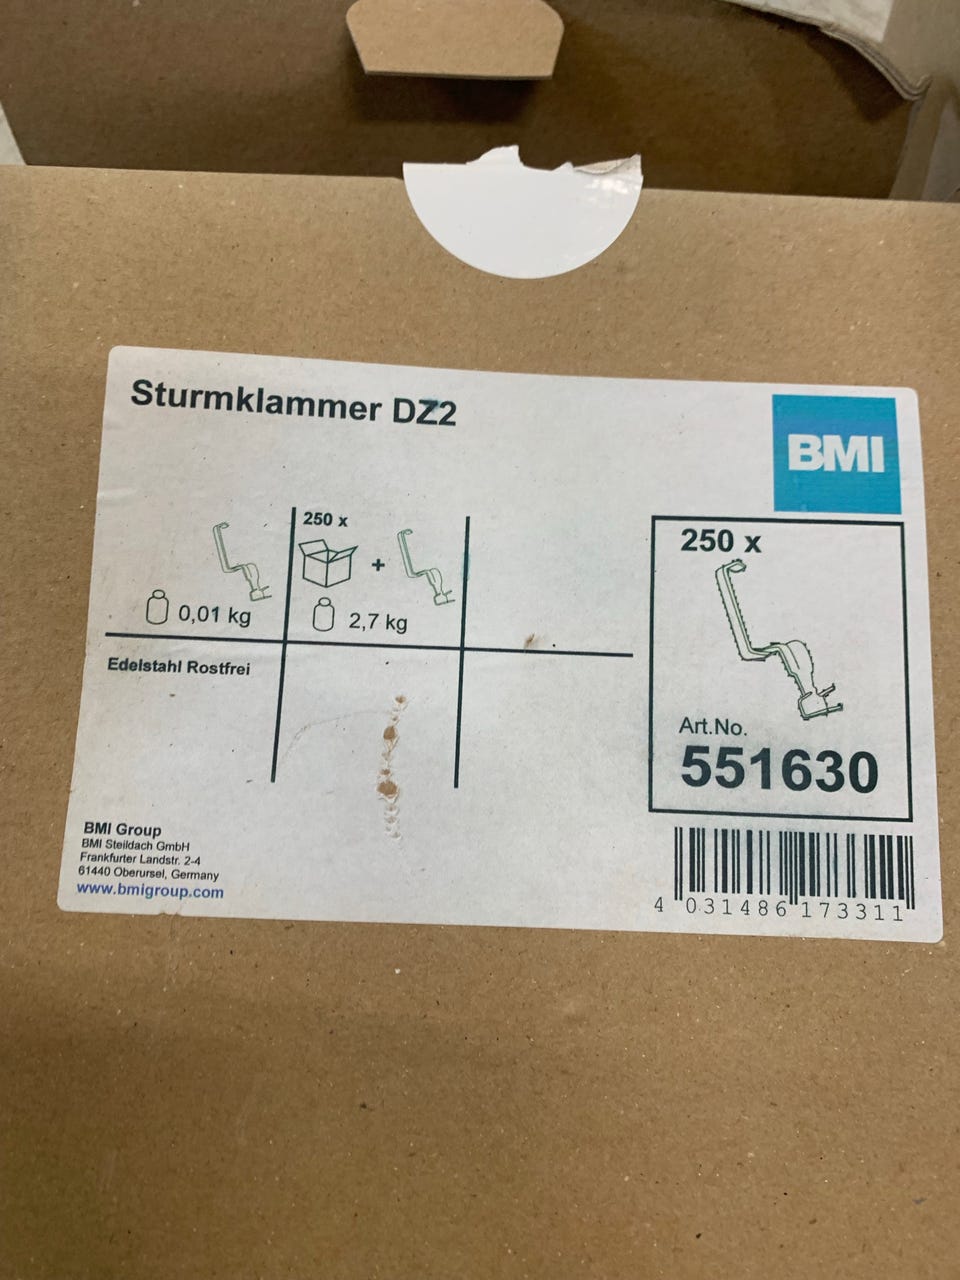 Sturmklammer DZ2
BMI
0,01 kg
250 x
+
2,7 kg
Edelstahl Rostfrei
250 x
Art.No.
551630
BMI Group
BMI Steildach GmbH
Frankfurter Landstr. 2-4
61440 Oberursel, Germany
www.bmigroup.com
4 031486 173311